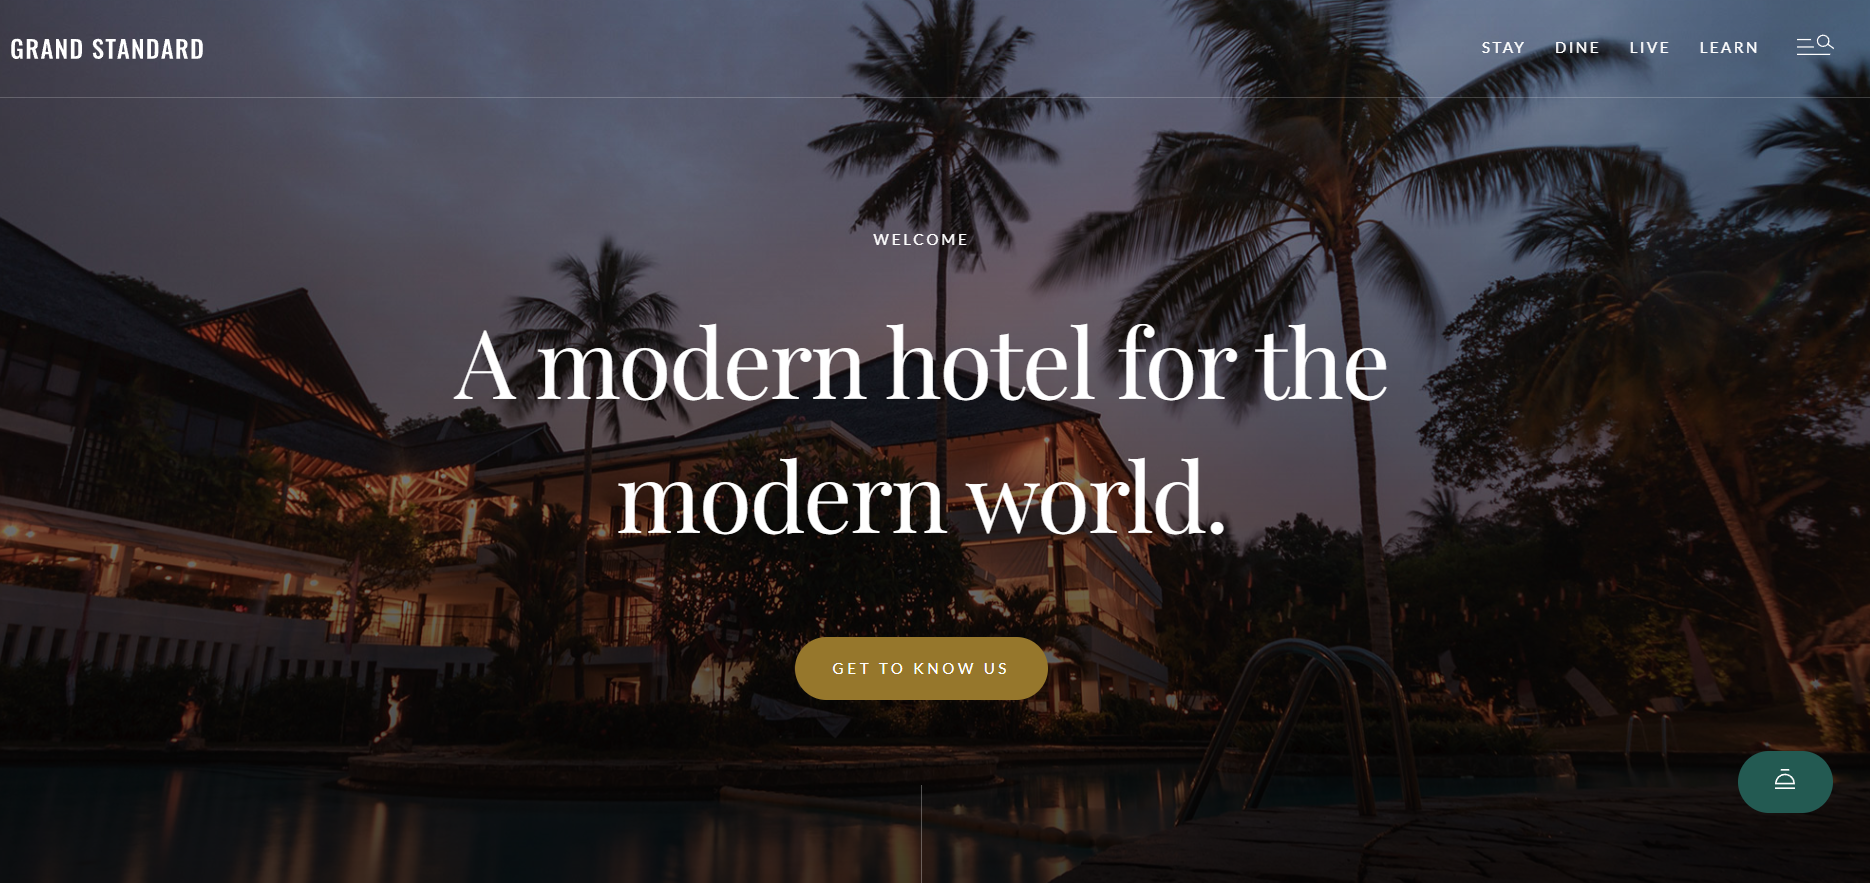 GRAND STANDARD
STAY DINE LIVE LEARN
WELCOME
A modern hotel for the
modern world.
GET TO KNOW US